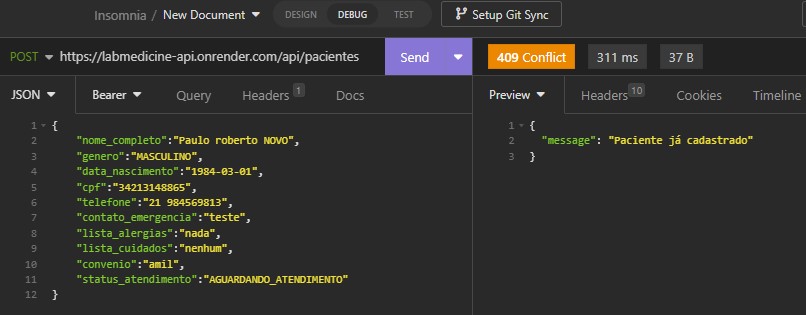 Insomnia / New Document
DESIGN DEBUG TEST
Setup Git Sync
POST https://labmedicine-api.onrender.com/api/pacientes
Send
409 Conflict 311 ms 37 B
JSON Bearer Query Headers 1 Docs
Preview Headers 10 Cookies Timeline
1 {
2 "nome_completo":"Paulo roberto NOVO",
3 "genero":"MASCULINO",
4 "data_nascimento":"1984-03-01",
5 "cpf":"34213148865",
6 "telefone":"21 984569813",
7 "contato_emergencia":"teste",
8 "lista_alergias":"nada",
9 "lista_cuidados":"nenhum",
10 "convenio":"amil",
11 "status_atendimento":"AGUARDANDO_ATENDIMENTO"
12 }
1 {
2 "message": "Paciente já cadastrado"
3 }